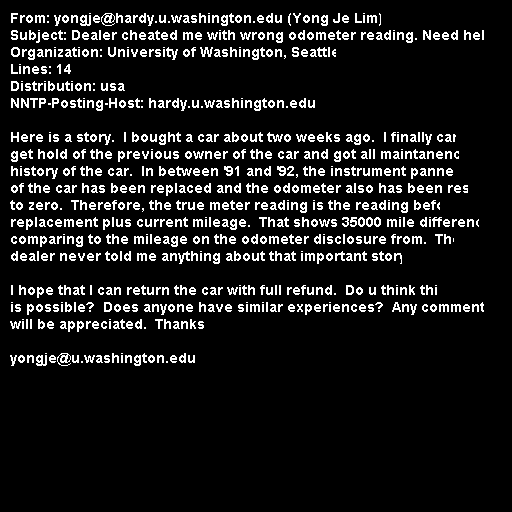 From: yongje@hardy.u.washington.edu (Yong Je Lim)
Subject: Dealer cheated me with wrong odometer reading. Need hel
Organization: University of Washington, Seattle
Lines: 14
Distribution: usa
NNTP-Posting-Host: hardy.u.washington.edu

Here is a story.  I bought a car about two weeks ago.  I finally can
get hold of the previous owner of the car and got all maintanenc
history of the car.  In between '91 and '92, the instrument panne
of the car has been replaced and the odometer also has been res
to zero.  Therefore, the true meter reading is the reading befo
replacement plus current mileage.  That shows 35000 mile differenc
comparing to the mileage on the odometer disclosure from.  The
dealer never told me anything about that important story

I hope that I can return the car with full refund.  Do u think thi
is possible?  Does anyone have similar experiences?  Any comment
will be appreciated.  Thanks

yongje@u.washington.edu